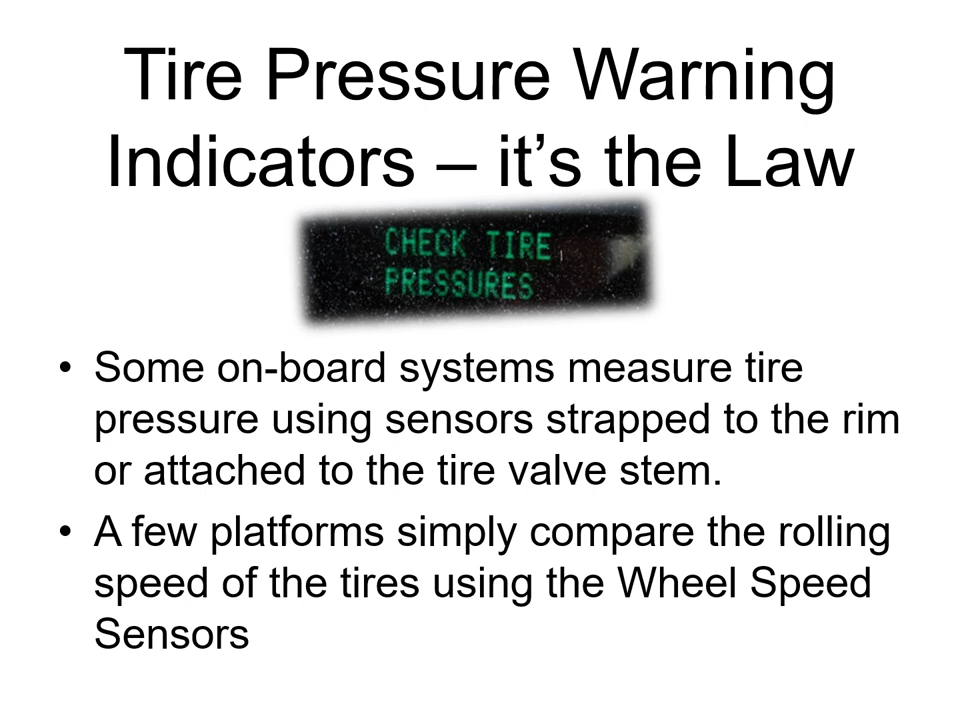 Tire Pressure Warning
Indicators – it’s the Law
CHECK TIRE
PRESSURES
• Some on-board systems measure tire
pressure using sensors strapped to the rim
or attached to the tire valve stem.
• A few platforms simply compare the rolling
speed of the tires using the Wheel Speed
Sensors